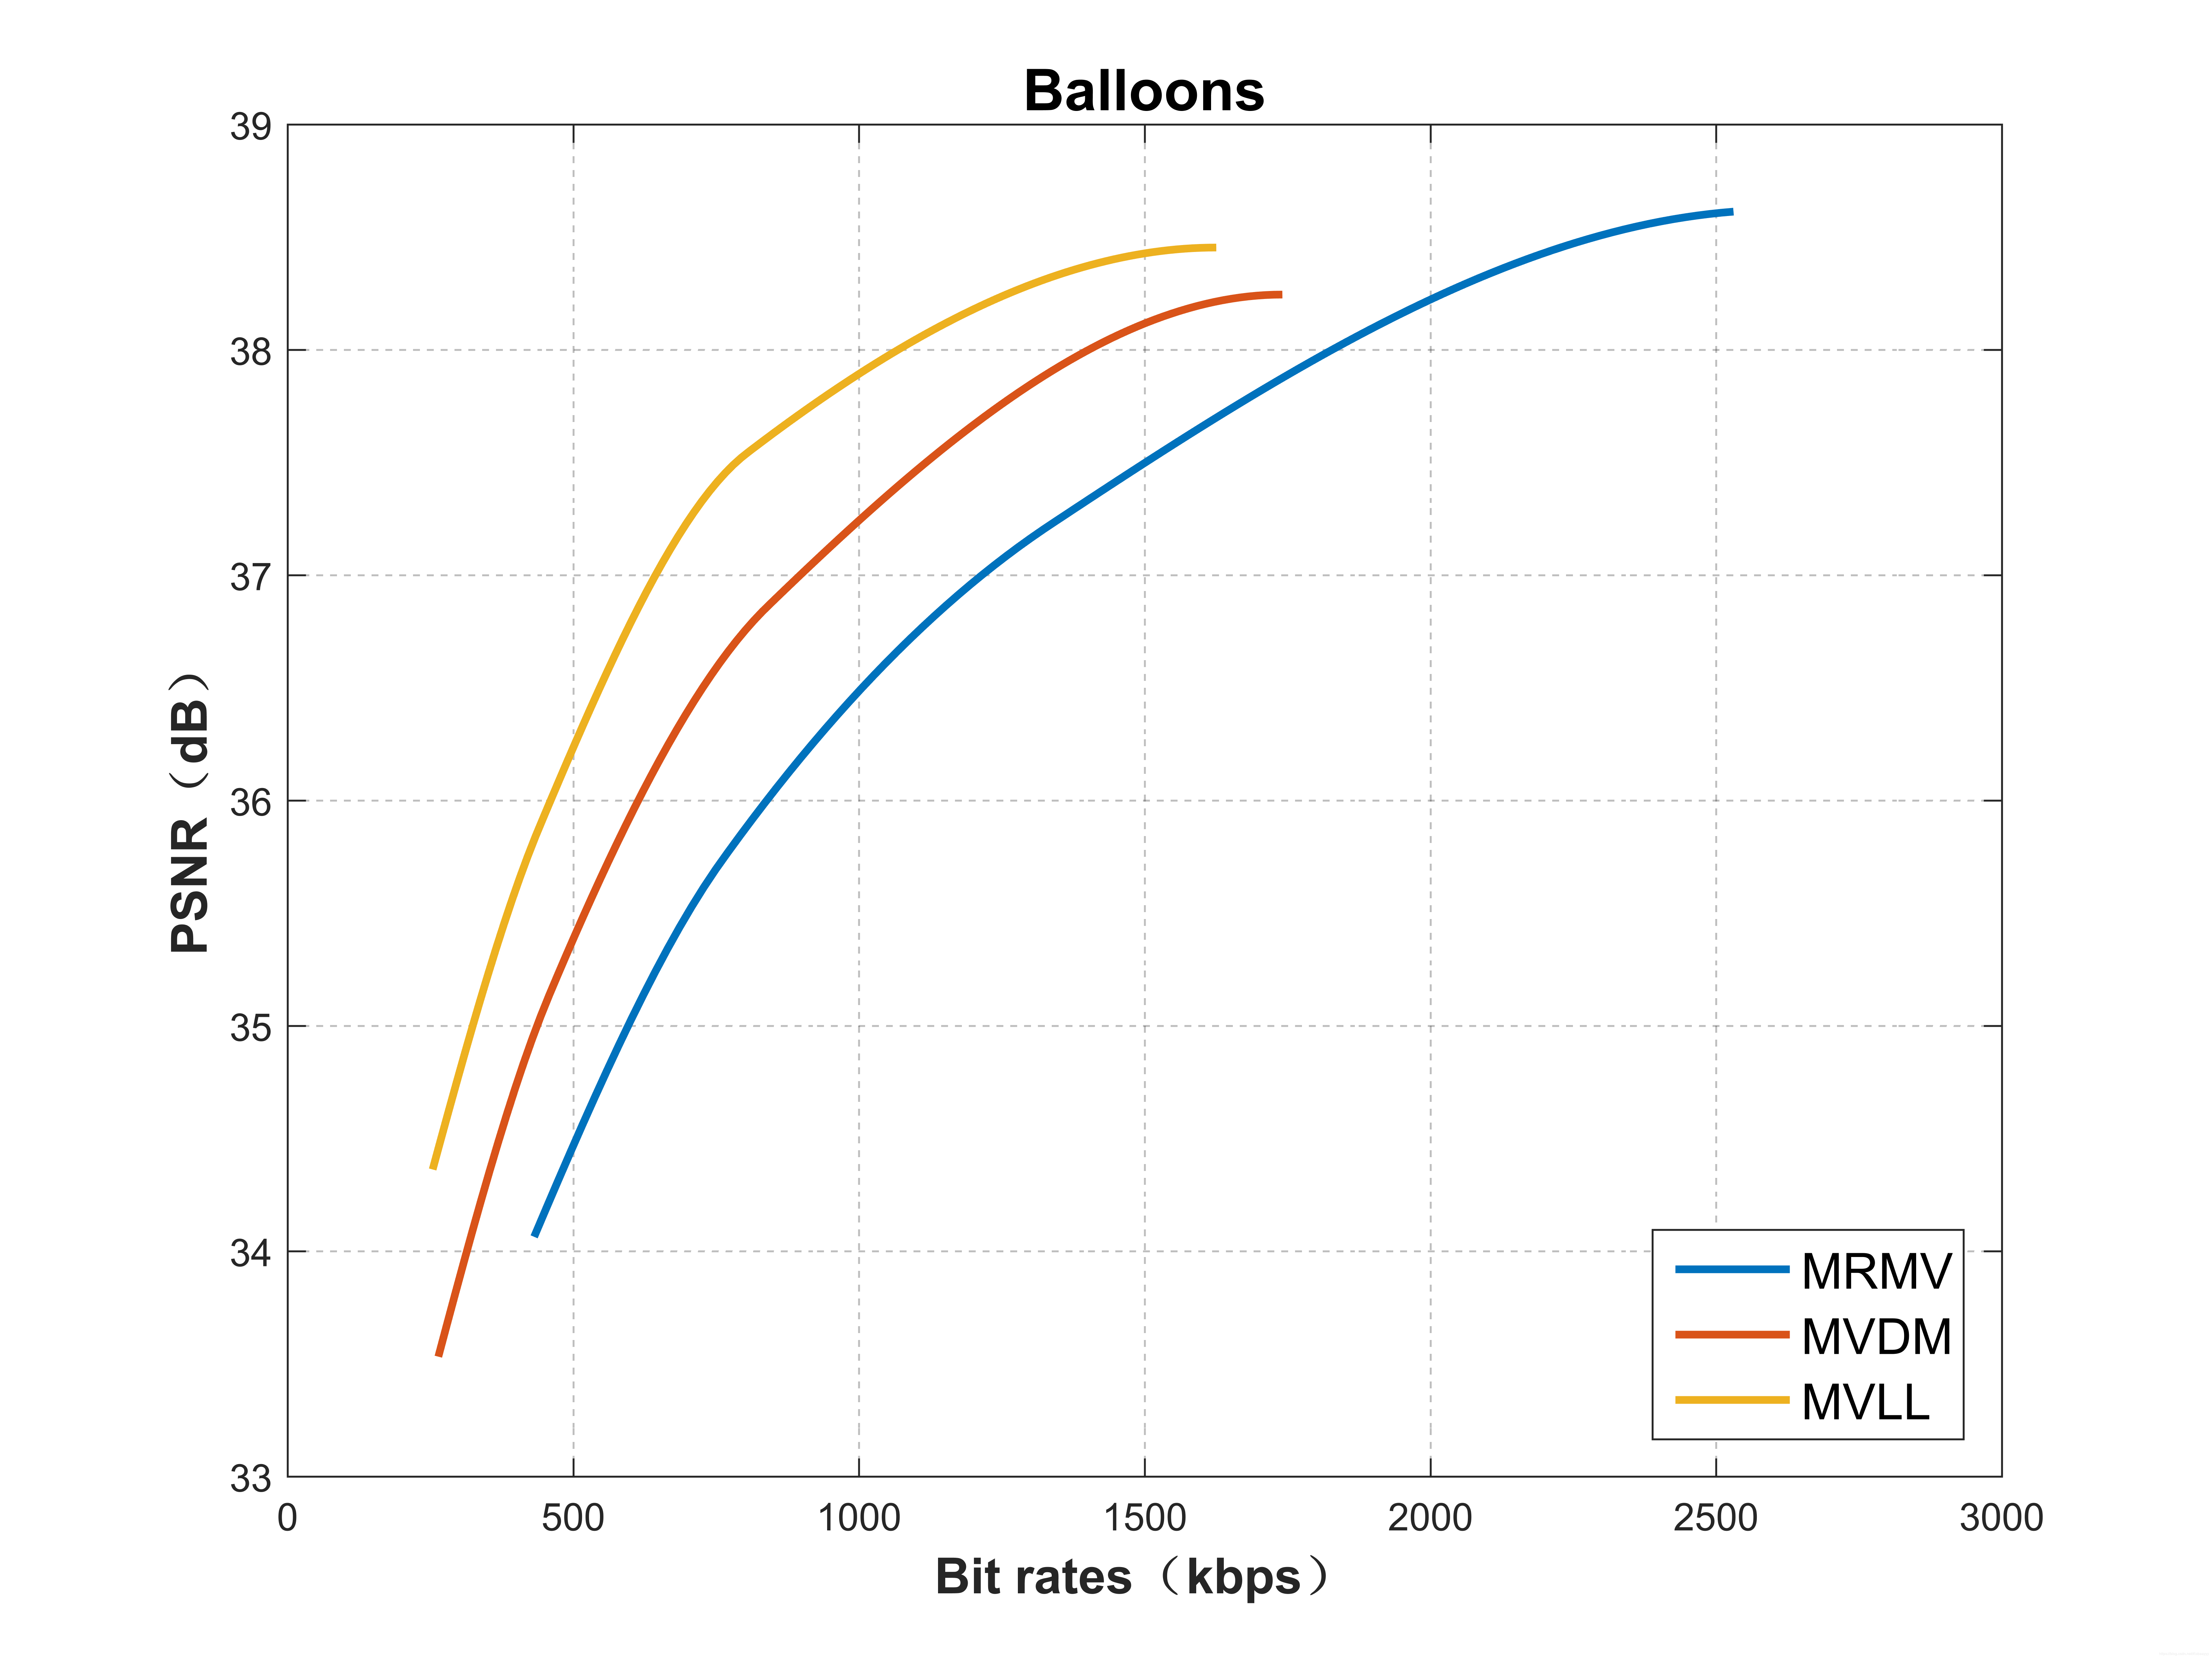 Balloons
39
38
37
36
35
34
33
PSNR（dB）
0 500 1000 1500 2000 2500 3000
Bit rates（kbps）
MRMV
MVDM
MVLL